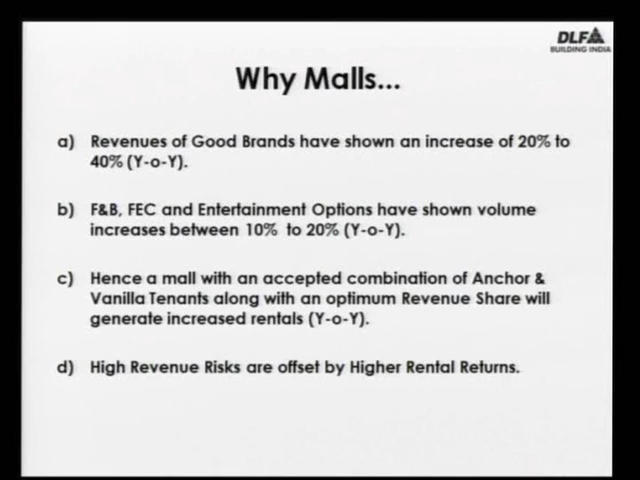 DLF
BUILDING INDIA
Why Malls...
a) Revenues of Good Brands have shown an increase of 20% to
40% (Y-o-Y).
b) F&B, FEC and Entertainment Options have shown volume
increases between 10% to 20% (Y-o-Y).
c) Hence a mall with an accepted combination of Anchor &
Vanilla Tenants along with an optimum Revenue Share will
generate increased rentals (Y-o-Y).
d) High Revenue Risks are offset by Higher Rental Returns.